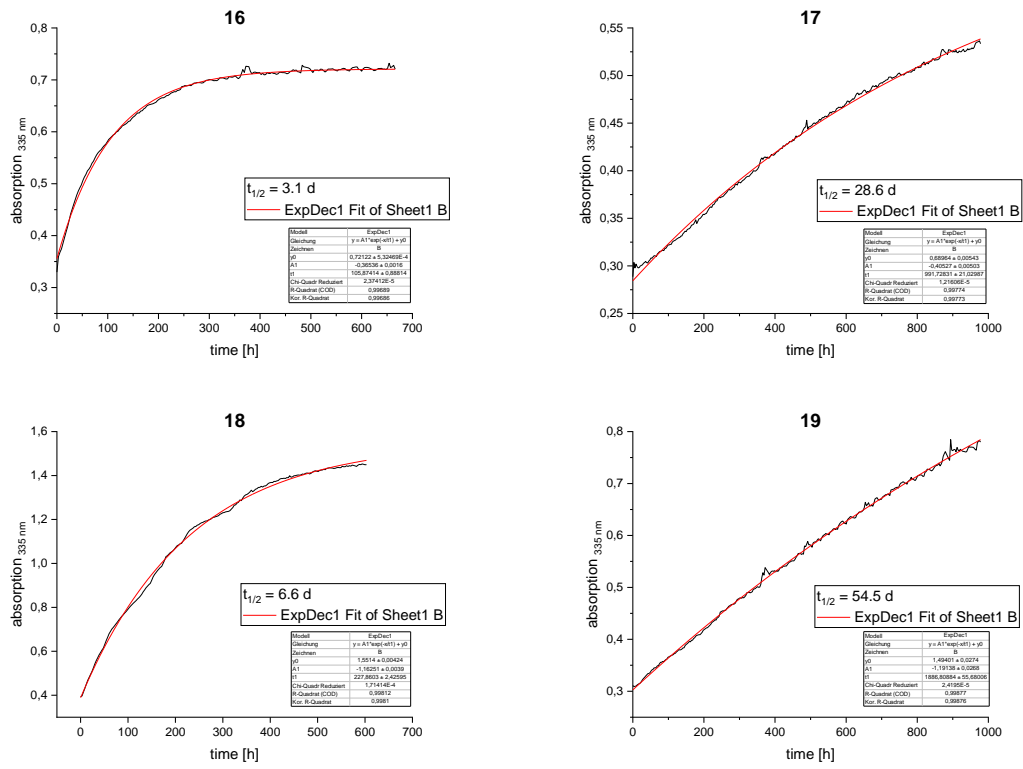 16
0,8
0,7
0,6
0,5
0,4
0,3
absorption 335 nm
0 100 200 300 400 500 600 700
time [h]
t1/2 = 3.1 d
ExpDec1 Fit of Sheet1 B
Modell ExpDec1
Gleichung y = A1*exp(-x/t1) + y0
Zeichnen B
y0 0,72122 ± 5,32469E-4
A1 -0,36536 ± 0,0016
t1 105,87414 ± 0,88814
Chi-Quadr Reduziert 2,37412E-5
R-Quadrat (COD) 0,99689
Kor. R-Quadrat 0,99686
17
0,55
0,50
0,45
0,40
0,35
0,30
0,25
absorption 335 nm
0 200 400 600 800 1000
time [h]
t1/2 = 28.6 d
ExpDec1 Fit of Sheet1 B
Modell ExpDec1
Gleichung y = A1*exp(-x/t1) + y0
Zeichnen B
y0 0,68964 ± 0,00543
A1 -0,40527 ± 0,00503
t1 991,72831 ± 21,02987
Chi-Quadr Reduziert 1,21606E-5
R-Quadrat (COD) 0,99774
Kor. R-Quadrat 0,99773
18
1,6
1,4
1,2
1,0
0,8
0,6
0,4
absorption 335 nm
0 100 200 300 400 500 600 700
time [h]
t1/2 = 6.6 d
ExpDec1 Fit of Sheet1 B
Modell ExpDec1
Gleichung y = A1*exp(-x/t1) + y0
Zeichnen B
y0 1,5514 ± 0,00424
A1 -1,16251 ± 0,0039
t1 227,8603 ± 2,42595
Chi-Quadr Reduziert 1,71414E-4
R-Quadrat (COD) 0,99812
Kor. R-Quadrat 0,9981
19
0,8
0,7
0,6
0,5
0,4
0,3
absorption 335 nm
0 200 400 600 800 1000
time [h]
t1/2 = 54.5 d
ExpDec1 Fit of Sheet1 B
Modell ExpDec1
Gleichung y = A1*exp(-x/t1) + y0
Zeichnen B
y0 1,49401 ± 0,0274
A1 -1,19138 ± 0,0268
t1 1886,80884 ± 55,68006
Chi-Quadr Reduziert 2,4195E-5
R-Quadrat (COD) 0,99877
Kor. R-Quadrat 0,99876